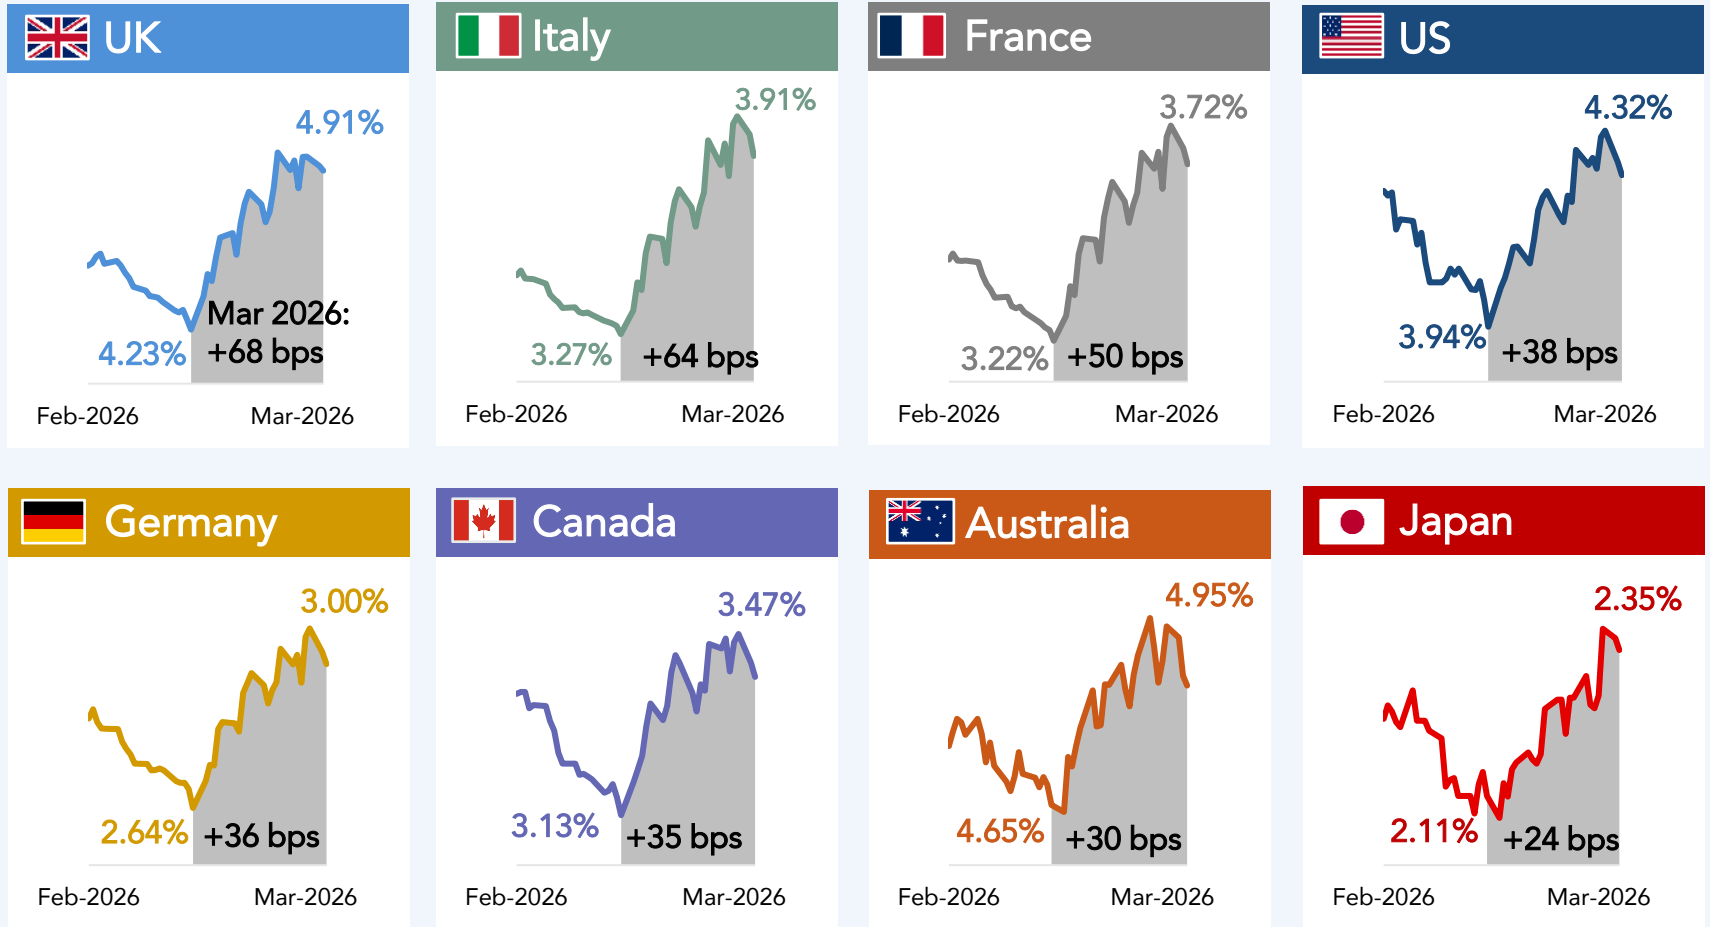 UK
4.91%
Mar 2026:
4.23%
+68 bps
Feb-2026
Mar-2026
Italy
3.91%
3.27%
+64 bps
Feb-2026
Mar-2026
France
3.72%
3.22%
+50 bps
Feb-2026
Mar-2026
US
4.32%
3.94%
+38 bps
Feb-2026
Mar-2026
Germany
3.00%
2.64%
+36 bps
Feb-2026
Mar-2026
Canada
3.47%
3.13%
+35 bps
Feb-2026
Mar-2026
Australia
4.95%
4.65%
+30 bps
Feb-2026
Mar-2026
Japan
2.35%
2.11%
+24 bps
Feb-2026
Mar-2026